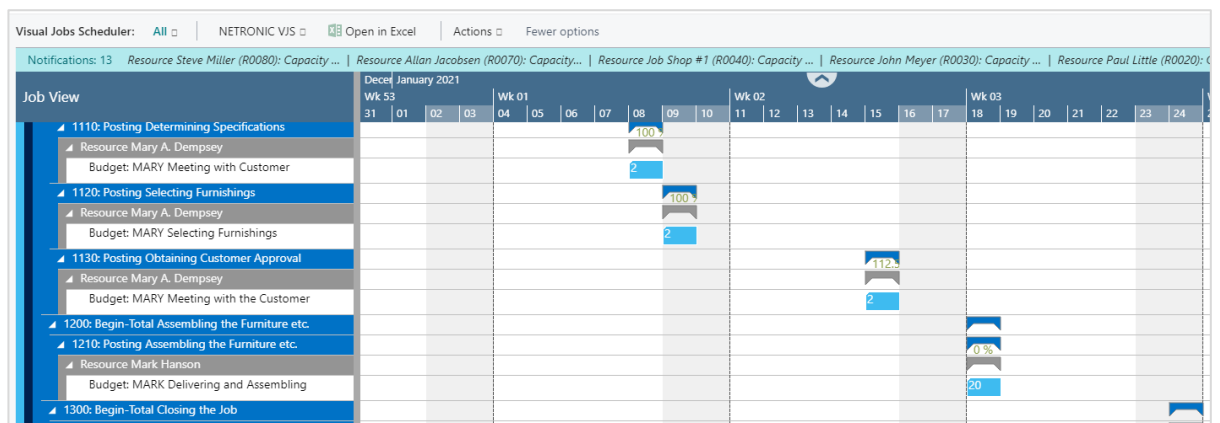 Visual Jobs Scheduler: All NETRONIC VJS Open in Excel Actions Fewer options
Notifications: 13 Resource Steve Miller (R0080): Capacity ... | Resource Allan Jacobsen (R0070): Capacity... | Resource Job Shop #1 (R0040): Capacity ... | Resource John Meyer (R0030): Capacity ... | Resource Paul Little (R0020):
Decer January 2021
Job View
Wk 53 Wk 01 Wk 02 Wk 03
31 01 02 03 04 05 06 07 08 09 10 11 12 13 14 15 16 17 18 19 20 21 22 23 24
1110: Posting Determining Specifications 100
Resource Mary A. Dempsey
Budget: MARY Meeting with Customer 2
1120: Posting Selecting Furnishings 100
Resource Mary A. Dempsey
Budget: MARY Selecting Furnishings 2
1130: Posting Obtaining Customer Approval 112.5
Resource Mary A. Dempsey
Budget: MARY Meeting with the Customer 2
1200: Begin-Total Assembling the Furniture etc.
1210: Posting Assembling the Furniture etc. 0 %
Resource Mark Hanson
Budget: MARK Delivering and Assembling 20
1300: Begin-Total Closing the Job